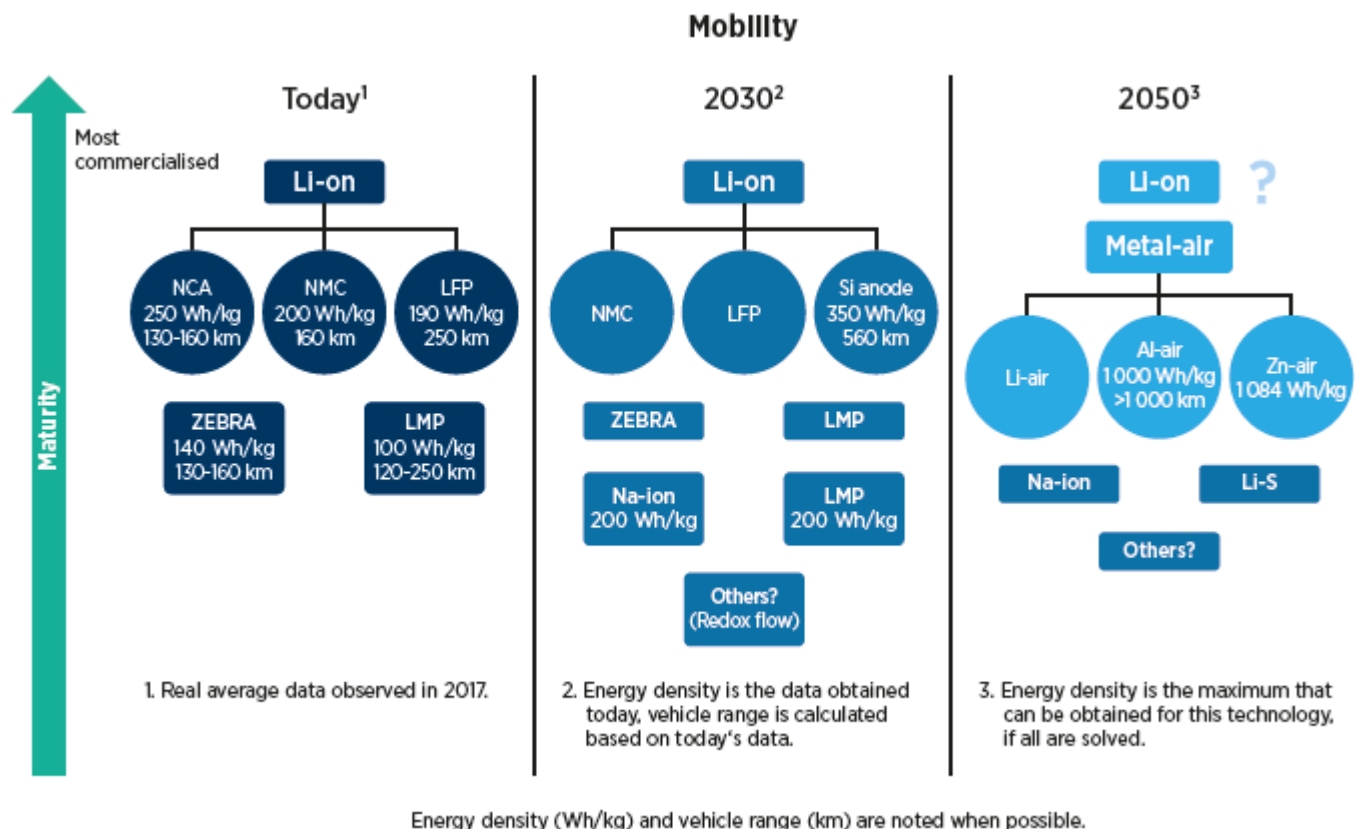 Mobility
Today1
20302
20503
Most
commercialised
Maturity
Li-on
NCA
250 Wh/kg
130-160 km
NMC
200 Wh/kg
160 km
LFP
190 Wh/kg
250 km
ZEBRA
140 Wh/kg
130-160 km
LMP
100 Wh/kg
120-250 km
1. Real average data observed in 2017.
Li-on
NMC
LFP
Si anode
350 Wh/kg
560 km
ZEBRA
LMP
Na-ion
200 Wh/kg
LMP
200 Wh/kg
Others?
(Redox flow)
2. Energy density is the data obtained
today, vehicle range is calculated
based on today's data.
Li-on
?
Metal-air
Li-air
Al-air
1 000 Wh/kg
>1 000 km
Zn-air
1 084 Wh/kg
Na-ion
Li-S
Others?
3. Energy density is the maximum that
can be obtained for this technology,
if all are solved.
Energy density (Wh/kg) and vehicle range (km) are noted when possible.